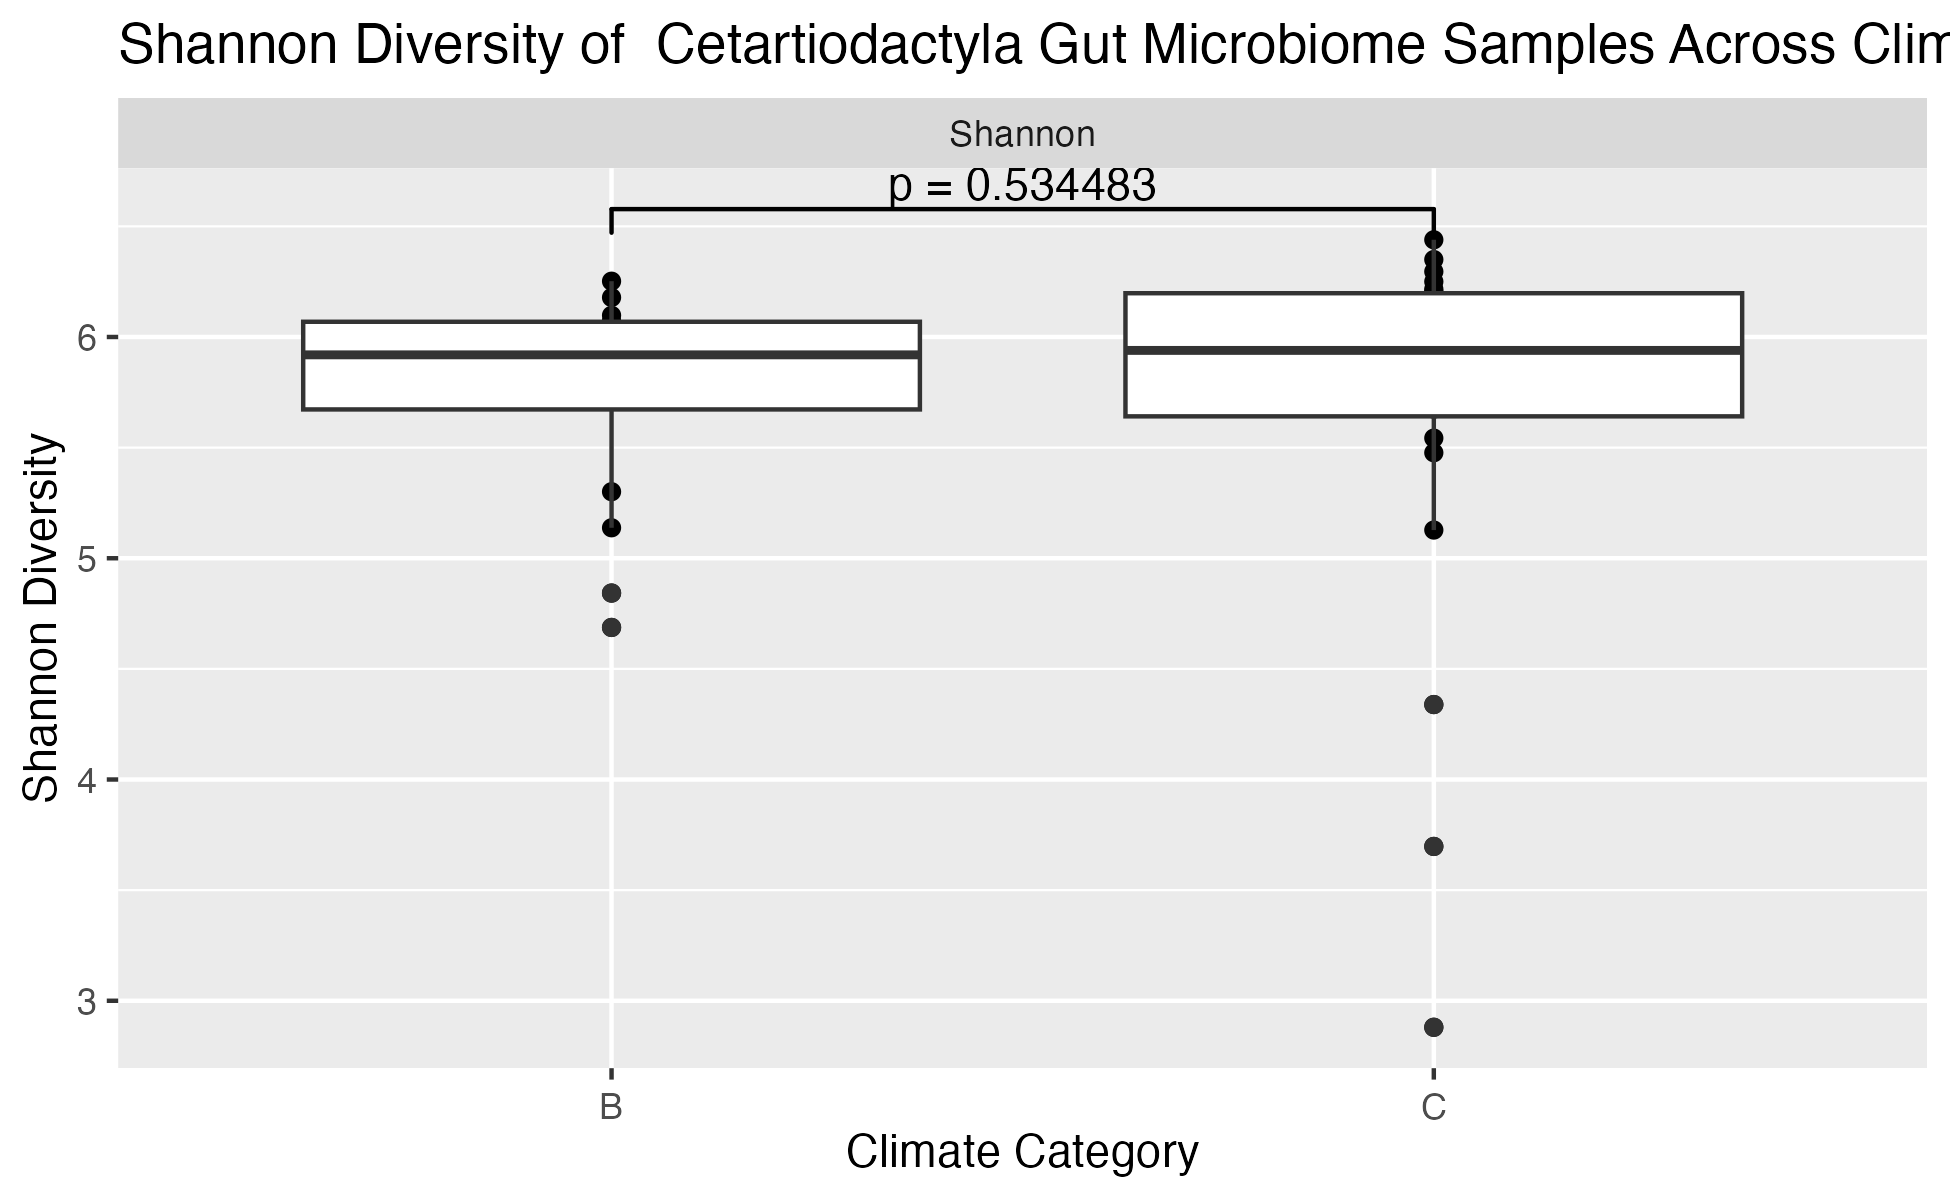 Shannon Diversity of  Cetartiodactyla Gut Microbiome Samples Across Clim
Shannon
p = 0.534483
Shannon Diversity
6
5
4
3
B
C
Climate Category